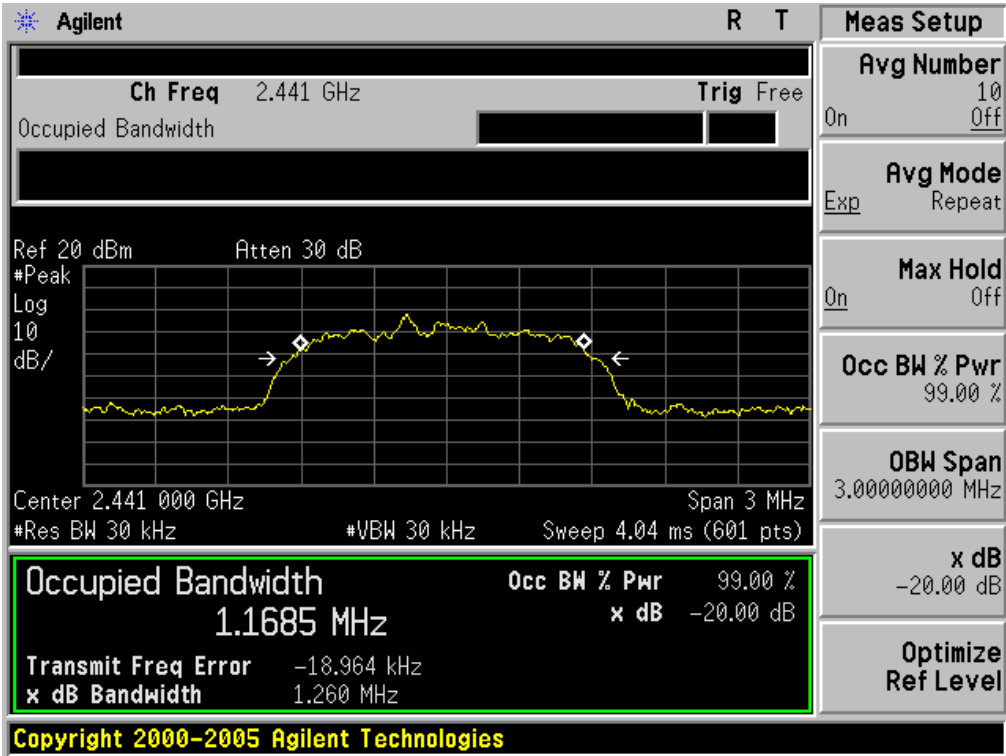 Agilent R T
Ch Freq 2.441 GHz Trig Free
Occupied Bandwidth
Ref 20 dBm Atten 30 dB
#Peak
Log
10
dB/
Center 2.441 000 GHz Span 3 MHz
#Res BW 30 kHz #VBW 30 kHz Sweep 4.04 ms (601 pts)
Occupied Bandwidth Occ BW % Pwr 99.00 %
1.1685 MHz x dB -20.00 dB
Transmit Freq Error -18.964 kHz
x dB Bandwidth 1.260 MHz
Copyright 2000-2005 Agilent Technologies
Meas Setup
Avg Number
10
On Off
Avg Mode
Exp Repeat
Max Hold
On Off
Occ BW % Pwr
99.00 %
OBW Span
3.00000000 MHz
x dB
-20.00 dB
Optimize
Ref Level